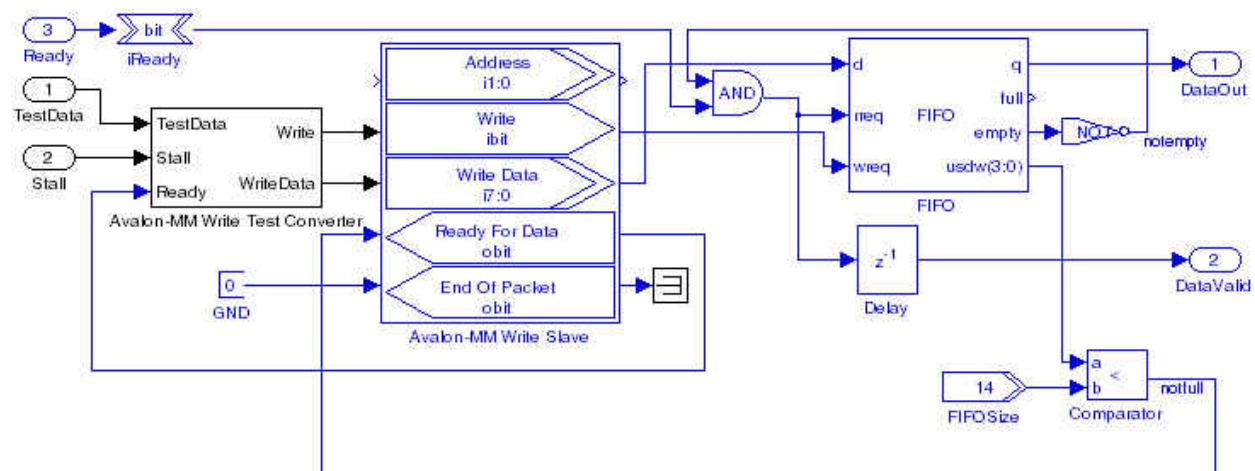 3
Ready
bit
iReady
1
TestData
2
Stall
TestData
Stall
Ready
Write
WriteData
Avalon-MM Write Test Converter
0
GND
Address
i1:0
Write
ibit
Write Data
i7:0
Ready For Data
obit
End Of Packet
obit
Avalon-MM Write Slave
AND
d
rreq
wreq
FIFO
q
full
empty
usdw(3:0)
FIFO
NOT
notempty
1
DataOut
z-1
Delay
2
DataValid
14
FIFOSize
a
b
<
Comparator
notfull